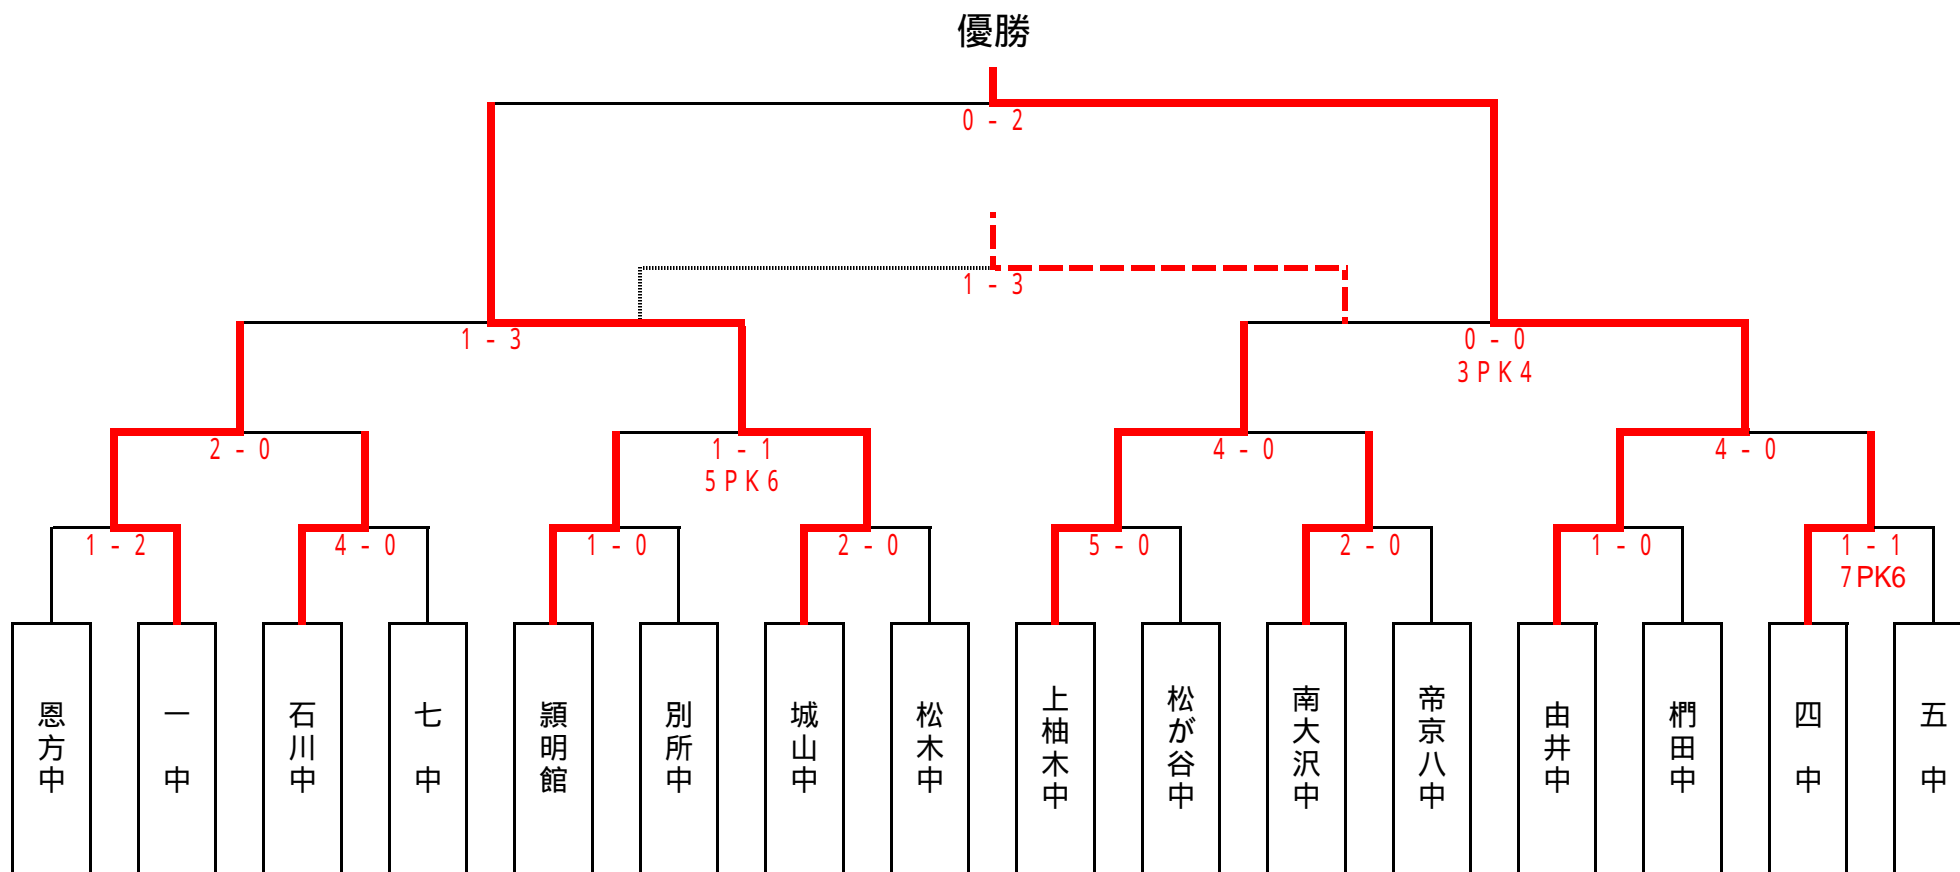 優勝
0 - 2
1 - 3
1 - 3
0 - 0
3 P K 4
2 - 0
1 - 1
5 P K 6
4 - 0
4 - 0
1 - 2
4 - 0
1 - 0
2 - 0
5 - 0
2 - 0
1 - 0
1 - 1
7 PK6
恩方中
一中
石川中
七中
頴明館
別所中
城山中
松木中
上柚木中
松が谷中
南大沢中
帝京八中
由井中
椚田中
四中
五中